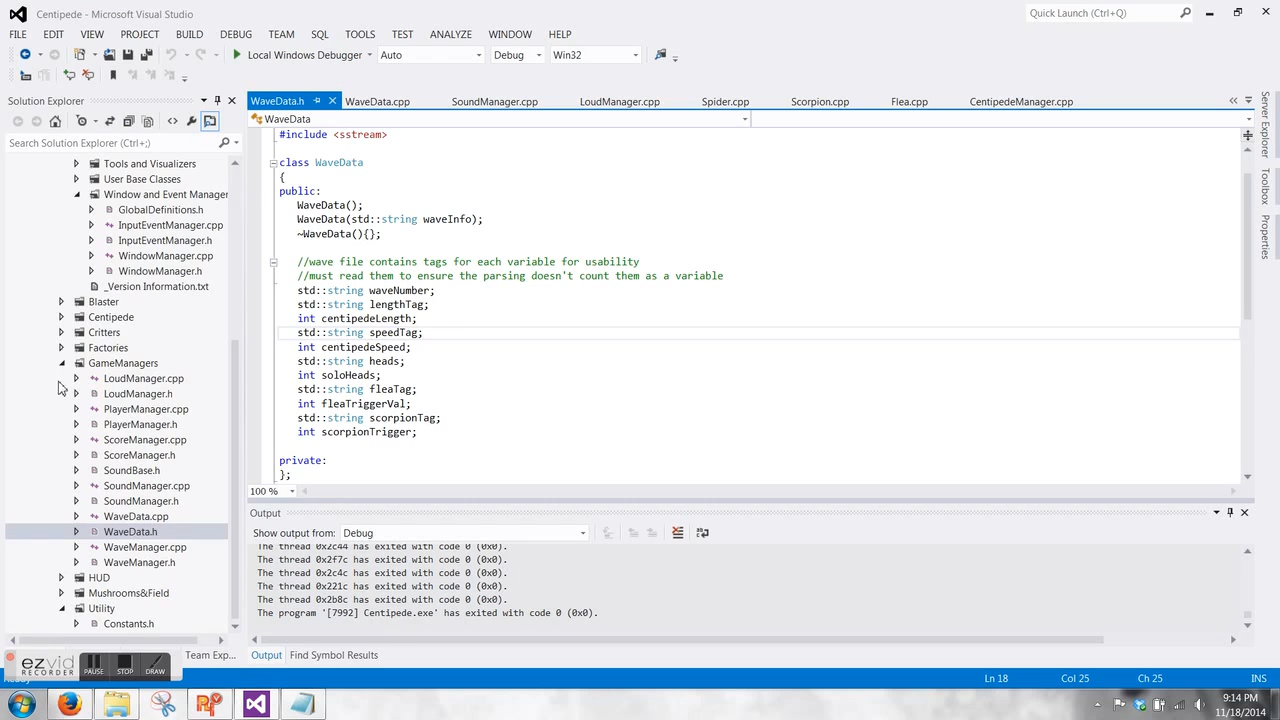 Centipede - Microsoft Visual Studio
Quick Launch (Ctrl+Q)
FILE EDIT VIEW PROJECT BUILD DEBUG TEAM SQL TOOLS TEST ANALYZE WINDOW HELP
Local Windows Debugger Auto Debug Win32
Solution Explorer
Search Solution Explorer (Ctrl+;)
Tools and Visualizers
User Base Classes
Window and Event Manager
GlobalDefinitions.h
InputEventManager.cpp
InputEventManager.h
WindowManager.cpp
WindowManager.h
_Version Information.txt
Blaster
Centipede
Critters
Factories
GameManagers
LoudManager.cpp
LoudManager.h
PlayerManager.cpp
PlayerManager.h
ScoreManager.cpp
ScoreManager.h
SoundBase.h
SoundManager.cpp
SoundManager.h
WaveData.cpp
WaveData.h
WaveManager.cpp
WaveManager.h
HUD
Mushrooms&Field
Utility
Constants.h
Team Exp...
WaveData.h WaveData.cpp SoundManager.cpp LoudManager.cpp Spider.cpp Scorpion.cpp Flea.cpp CentipedeManager.cpp
WaveData
#include <sstream>
class WaveData
{
public:
WaveData();
WaveData(std::string waveInfo);
~WaveData(){};
//wave file contains tags for each variable for usability
//must read them to ensure the parsing doesn't count them as a variable
std::string waveNumber;
std::string lengthTag;
int centipedeLength;
std::string speedTag;
int centipedeSpeed;
std::string heads;
int soloHeads;
std::string fleaTag;
int fleaTriggerVal;
std::string scorpionTag;
int scorpionTrigger;
private:
};
100 %
Output
Show output from: Debug
The thread 0x2c44 has exited with code 0 (0x0).
The thread 0x2f7c has exited with code 0 (0x0).
The thread 0x2c4c has exited with code 0 (0x0).
The thread 0x221c has exited with code 0 (0x0).
The thread 0x2b8c has exited with code 0 (0x0).
The program '[7992] Centipede.exe' has exited with code 0 (0x0).
Output Find Symbol Results
Server Explorer
Toolbox
Properties
ezvid
RECORDER
PAUSE STOP DRAW
Ln 18 Col 25 Ch 25 INS
9:14 PM
11/18/2014